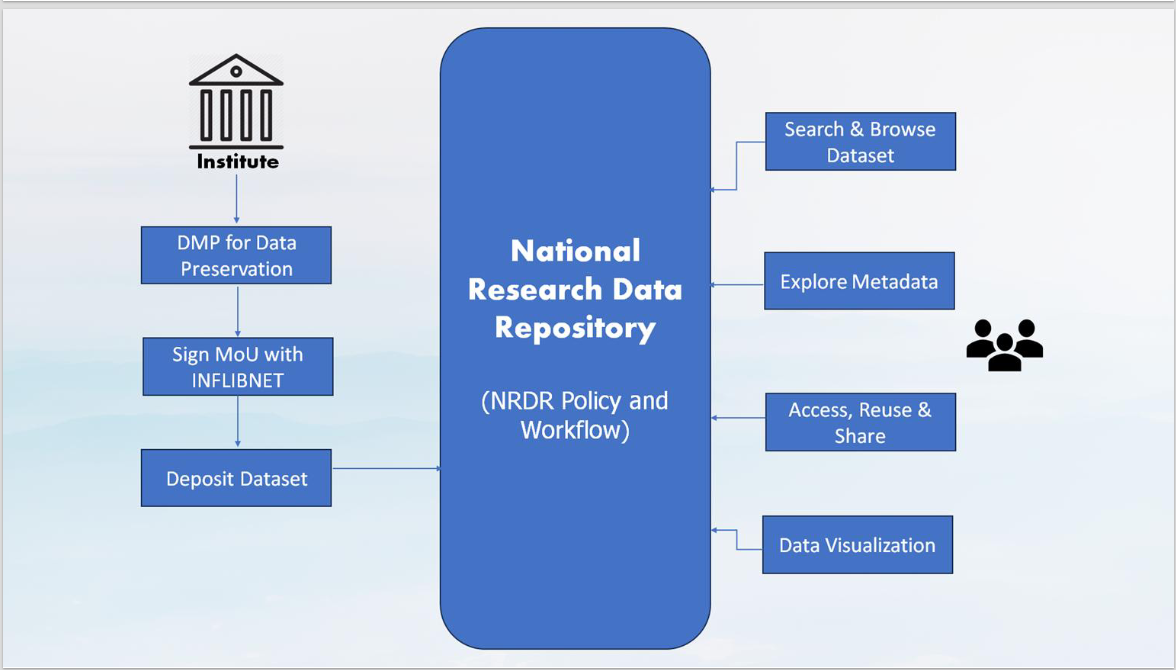 Institute
DMP for Data
Preservation
Sign MoU with
INFLIBNET
Deposit Dataset
National
Research Data
Repository
(NRDR Policy and
Workflow)
Search & Browse
Dataset
Explore Metadata
Access, Reuse &
Share
Data Visualization